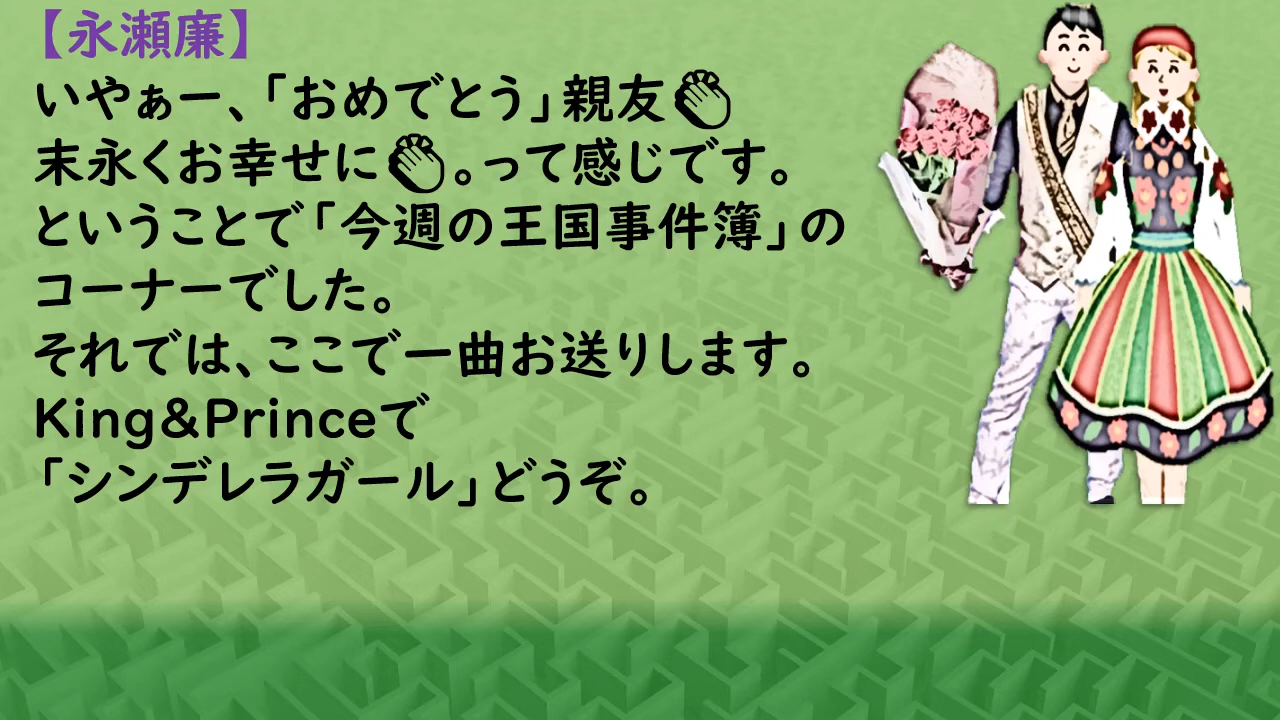 【永瀬廉】
いやぁー、「おめでとう」親友👏
末永くお幸せに👏。って感じです。
ということで「今週の王国事件簿」の
コーナーでした。
それでは、ここで一曲お送りします。
King&Princeで
「シンデレラガール」どうぞ。